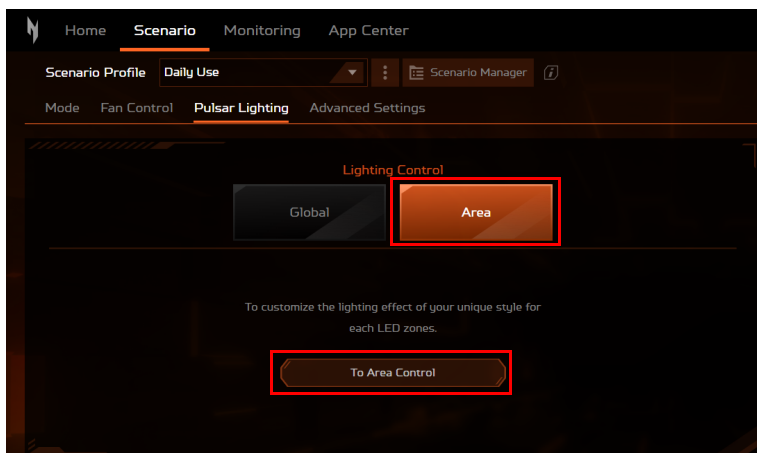 Home Scenario Monitoring App Center
Scenario Profile Daily Use Scenario Manager i
Mode Fan Control Pulsar Lighting Advanced Settings
Lighting Control
Global Area
To customize the lighting effect of your unique style for
each LED zones.
To Area Control